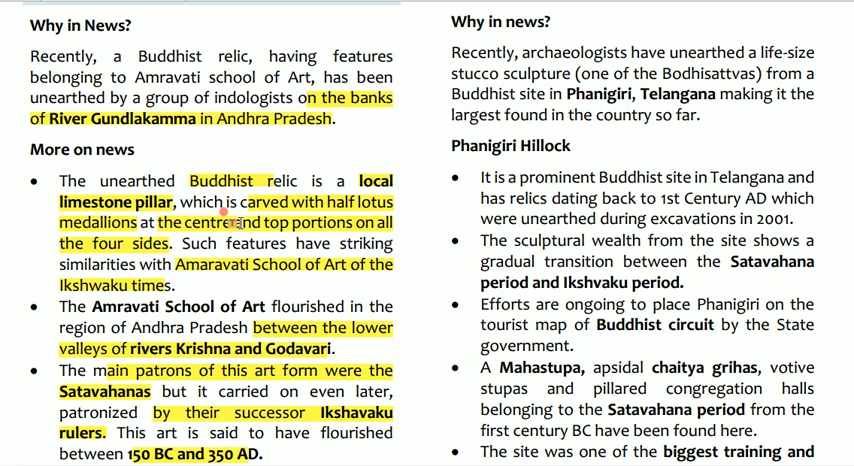 Why in News?
Recently, a Buddhist relic, having features
belonging to Amravati school of Art, has been
unearthed by a group of indologists on the banks
of River Gundlakamma in Andhra Pradesh.
More on news
• The unearthed Buddhist relic is a local
limestone pillar, which is carved with half lotus
medallions at the centre and top portions on all
the four sides. Such features have striking
similarities with Amaravati School of Art of the
Ikshwaku times.
• The Amravati School of Art flourished in the
region of Andhra Pradesh between the lower
valleys of rivers Krishna and Godavari.
• The main patrons of this art form were the
Satavahanas but it carried on even later,
patronized by their successor Ikshavaku
rulers. This art is said to have flourished
between 150 BC and 350 AD.
Why in news?
Recently, archaeologists have unearthed a life-size
stucco sculpture (one of the Bodhisattvas) from a
Buddhist site in Phanigiri, Telangana making it the
largest found in the country so far.
Phanigiri Hillock
• It is a prominent Buddhist site in Telangana and
has relics dating back to 1st Century AD which
were unearthed during excavations in 2001.
• The sculptural wealth from the site shows a
gradual transition between the Satavahana
period and Ikshvaku period.
• Efforts are ongoing to place Phanigiri on the
tourist map of Buddhist circuit by the State
government.
• A Mahastupa, apsidal chaitya grihas, votive
stupas and pillared congregation halls
belonging to the Satavahana period from the
first century BC have been found here.
• The site was one of the biggest training and